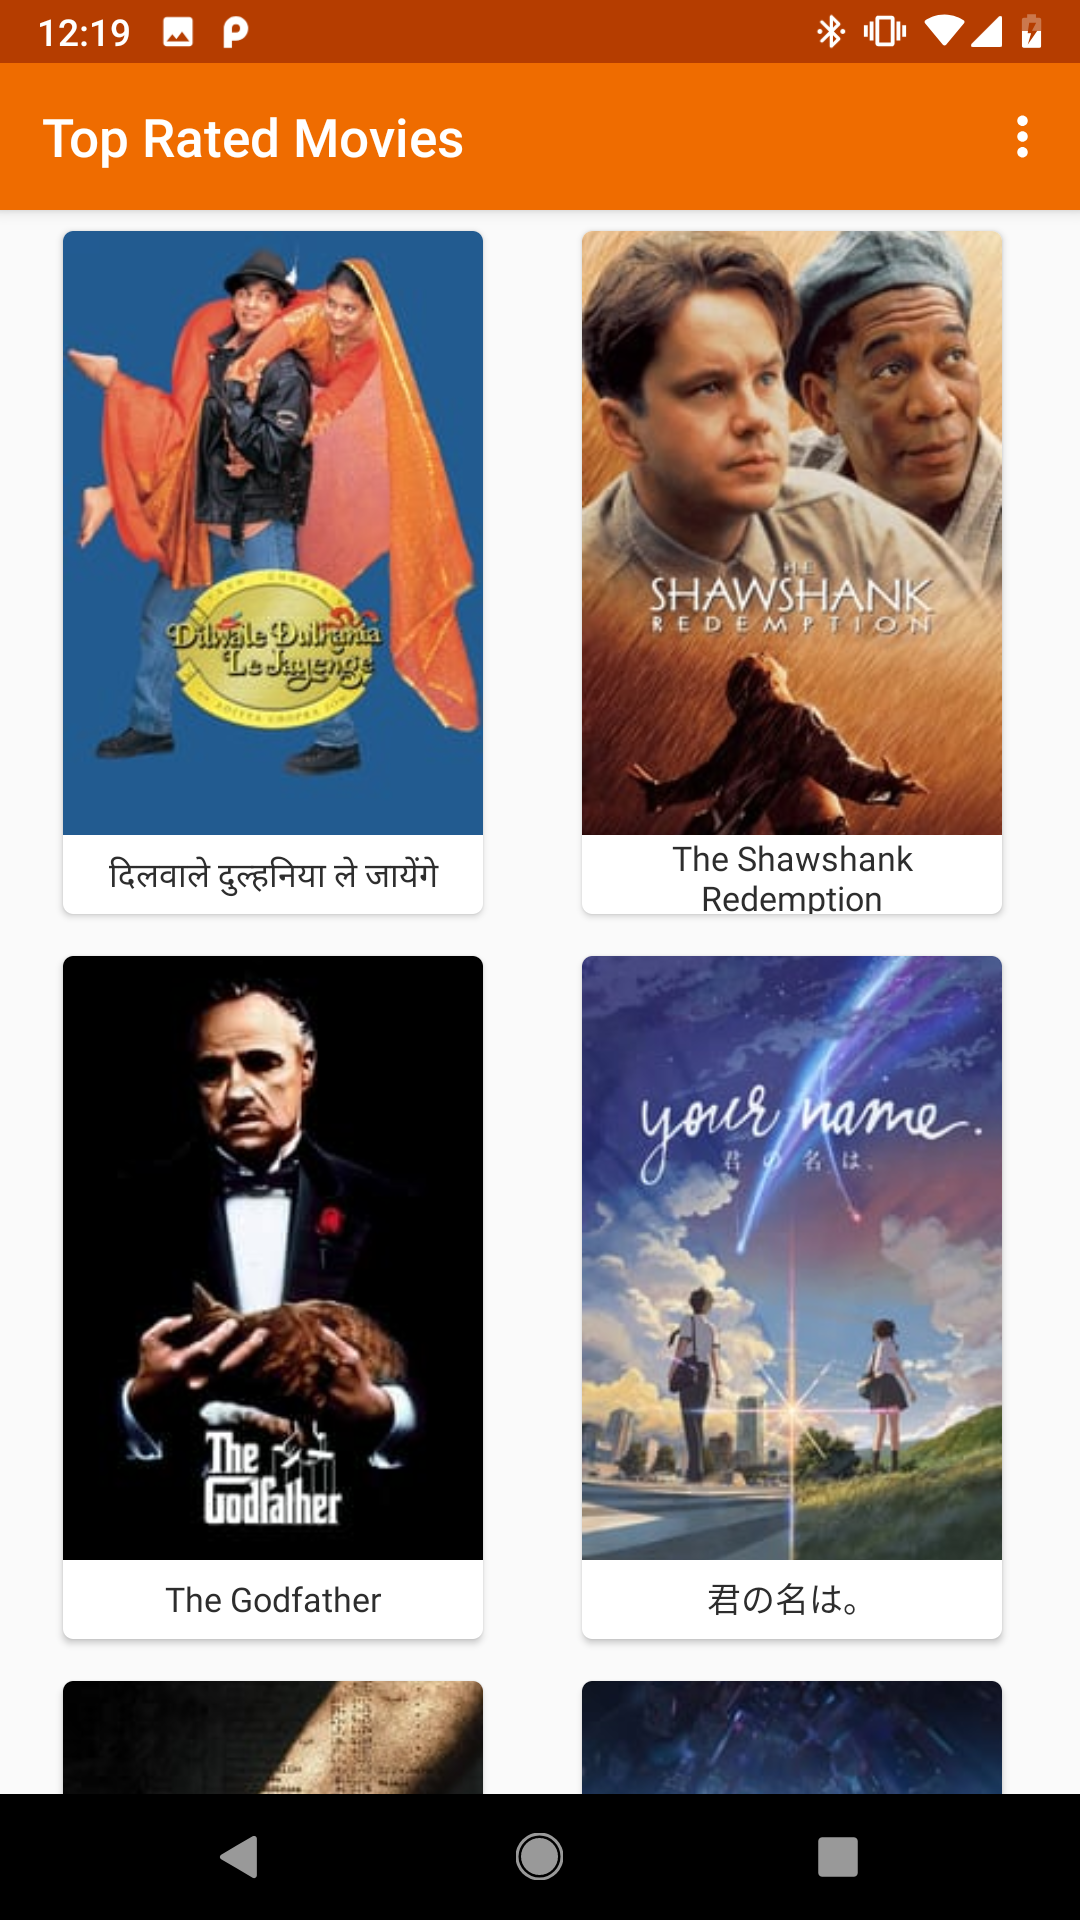 12:19
Top Rated Movies
Dilwale Dulhania
Le Jayenge
THE
SHAWSHANK
REDEMPTION
दिलवाले दुल्हनिया ले जायेंगे
The Shawshank
Redemption
The
Godfather
your name.
君の名は。
The Godfather
君の名は。